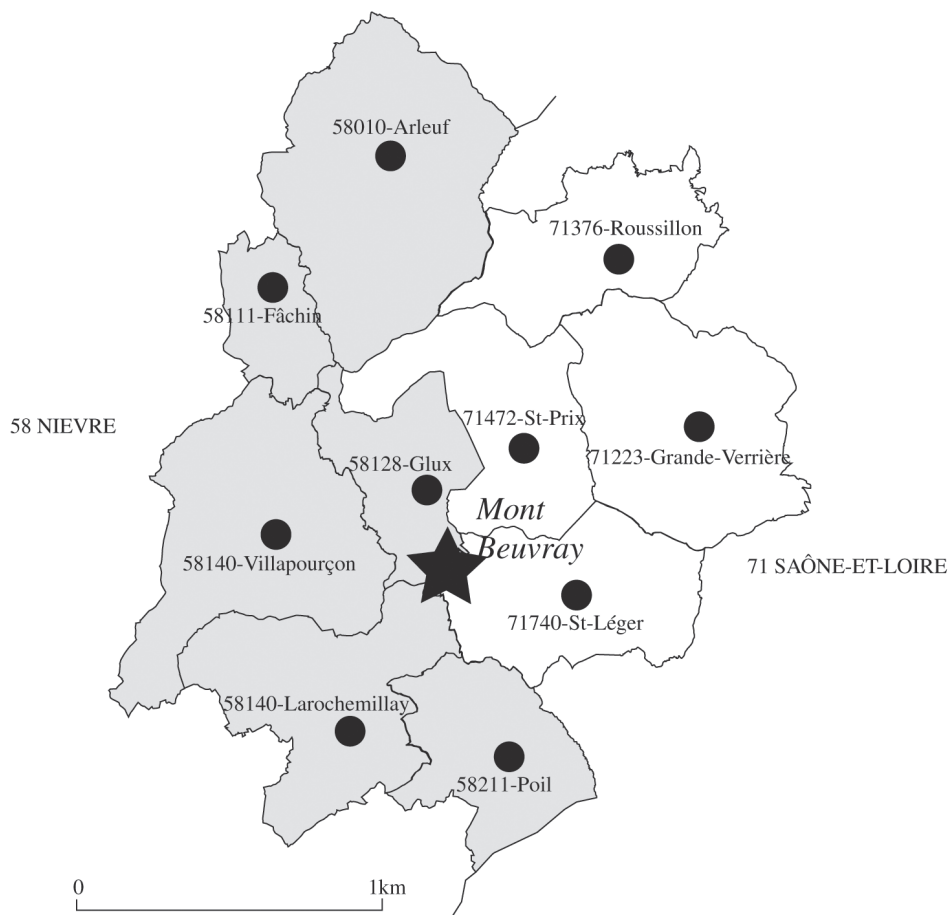 58010-Arleuf
71376-Roussillon
58111-Fâchin
58 NIEVRE
71472-St-Prix
71223-Grande-Verrière
58128-Glux
Mont
Beuvray
58140-Villapourçon
71 SAÔNE-ET-LOIRE
71740-St-Léger
58140-Larochemillay
58211-Poil
0 1km